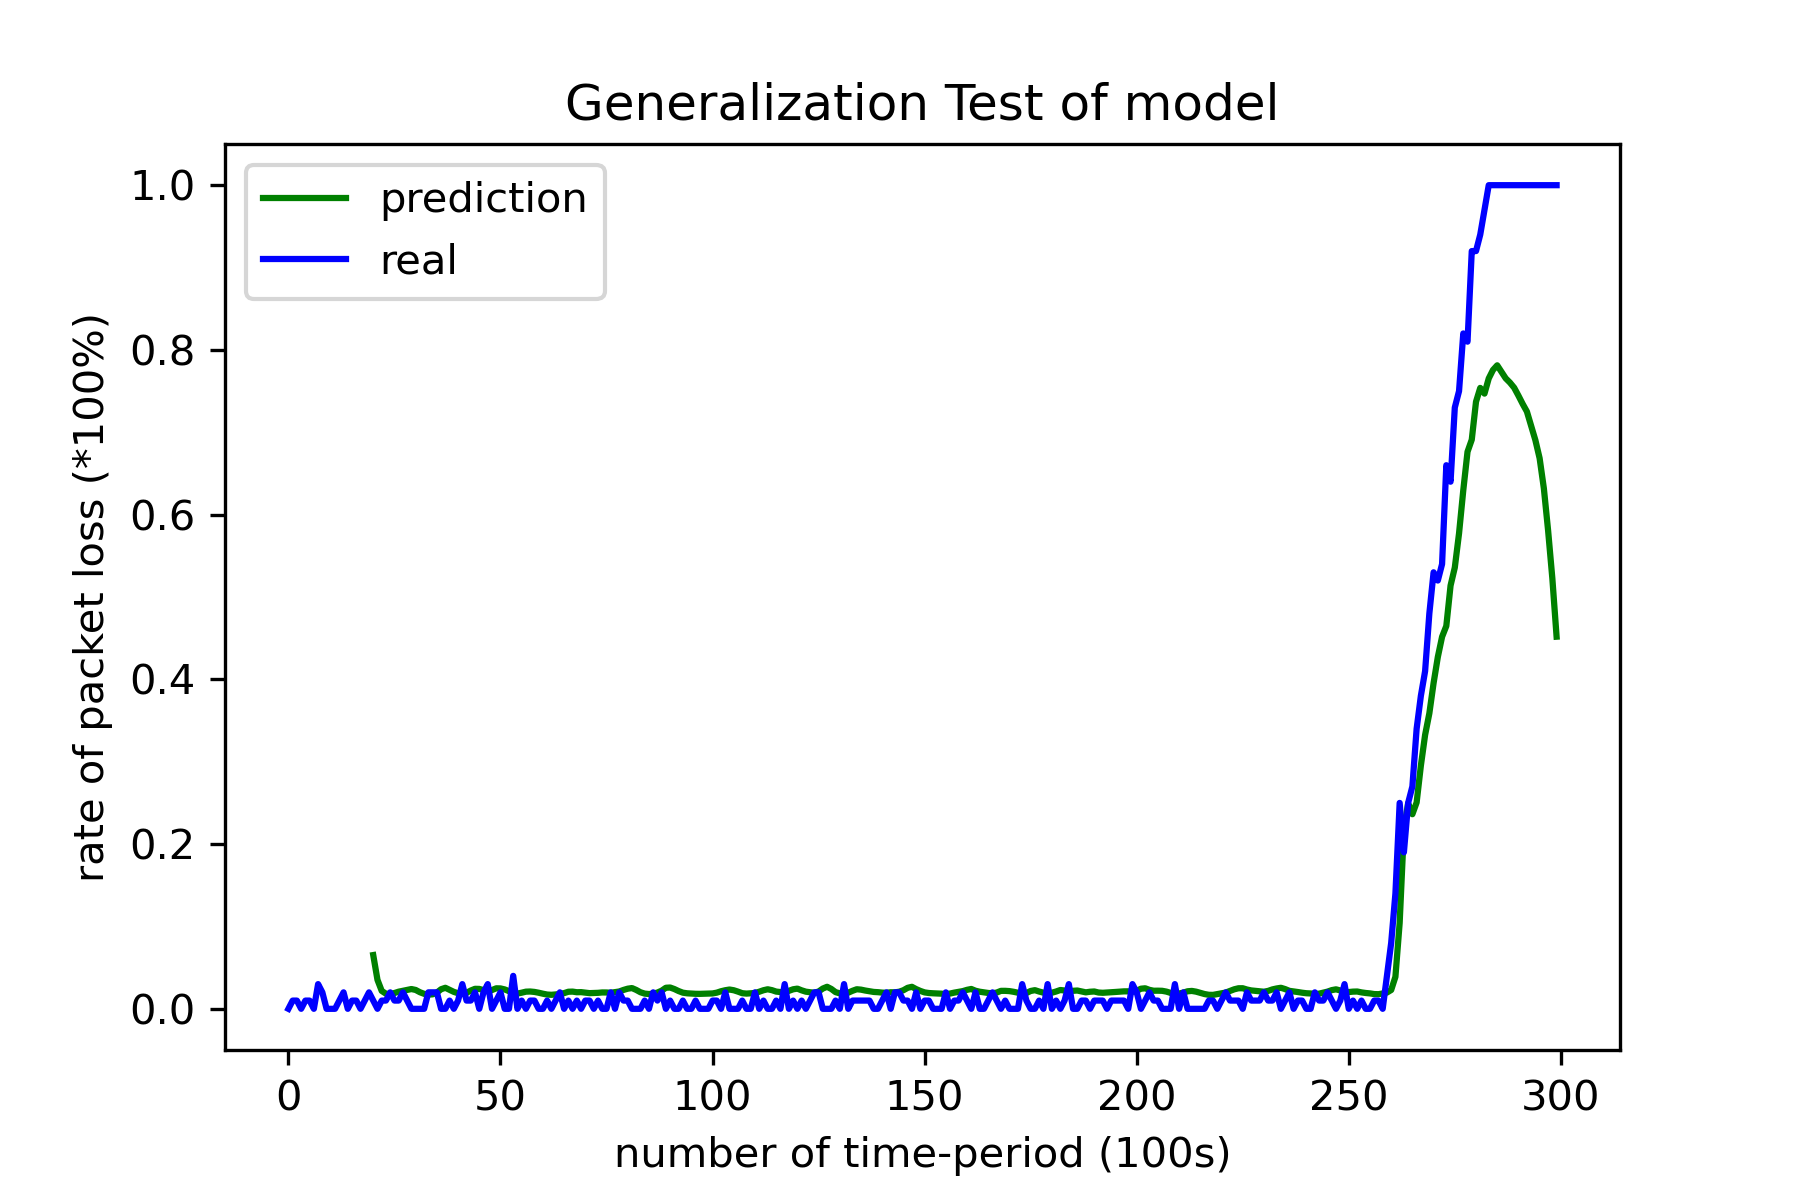 Generalization Test of model
prediction
real
1.0
0.8
0.6
0.4
0.2
0.0
rate of packet loss (*100%)
0 50 100 150 200 250 300
number of time-period (100s)